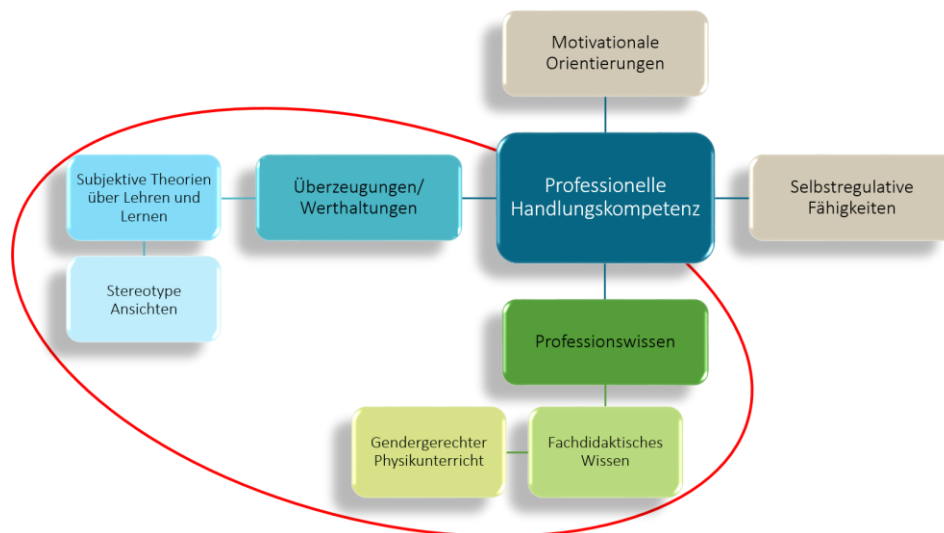 Motivationale
Orientierungen
Subjektive Theorien
über Lehren und
Lernen
Überzeugungen/
Werthaltungen
Professionelle
Handlungskompetenz
Selbstregulative
Fähigkeiten
Stereotype
Ansichten
Professionswissen
Gendergerechter
Physikunterricht
Fachdidaktisches
Wissen